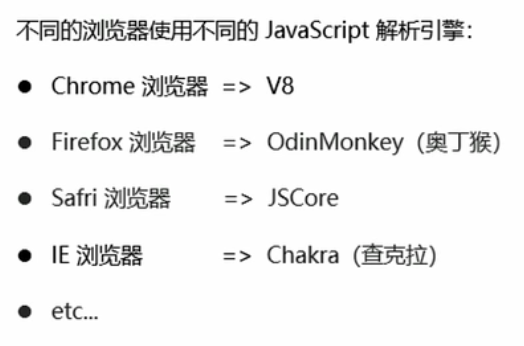 不同的浏览器使用不同的 JavaScript 解析引擎：
● Chrome 浏览器 => V8
● Firefox 浏览器 => OdinMonkey（奥丁猴）
● Safri 浏览器 => JSCore
● IE 浏览器 => Chakra（查克拉）
● etc...